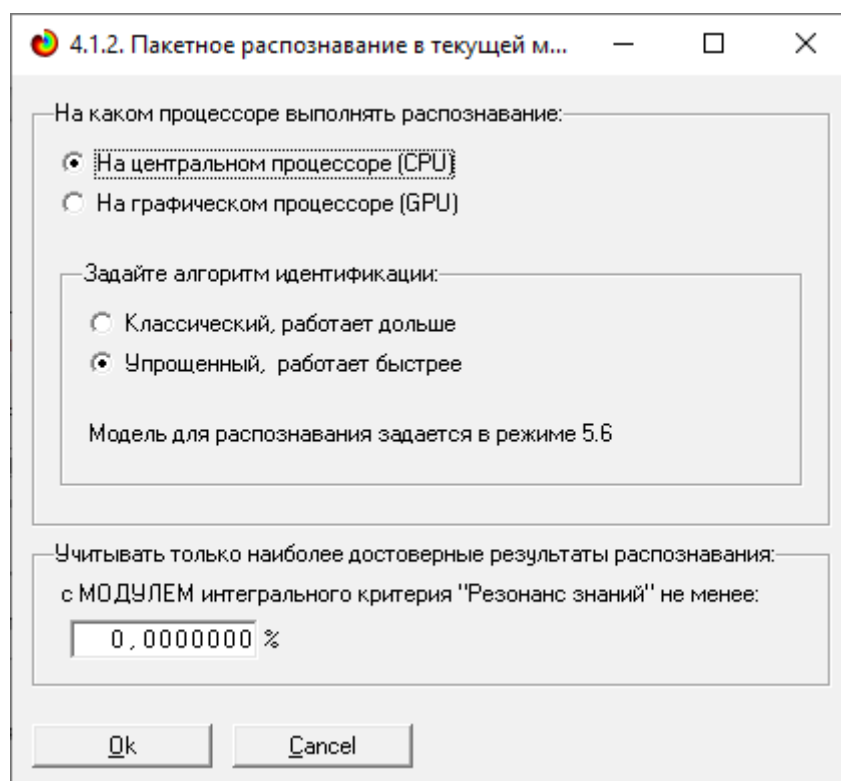 4.1.2. Пакетное распознавание в текущей м...
На каком процессоре выполнять распознавание:
На центральном процессоре (CPU)
На графическом процессоре (GPU)
Задайте алгоритм идентификации:
Классический, работает дольше
Упрощенный, работает быстрее
Модель для распознавания задается в режиме 5.6
Учитывать только наиболее достоверные результаты распознавания:
с МОДУЛЕМ интегрального критерия "Резонанс знаний" не менее:
0,0000000 %
Ok Cancel